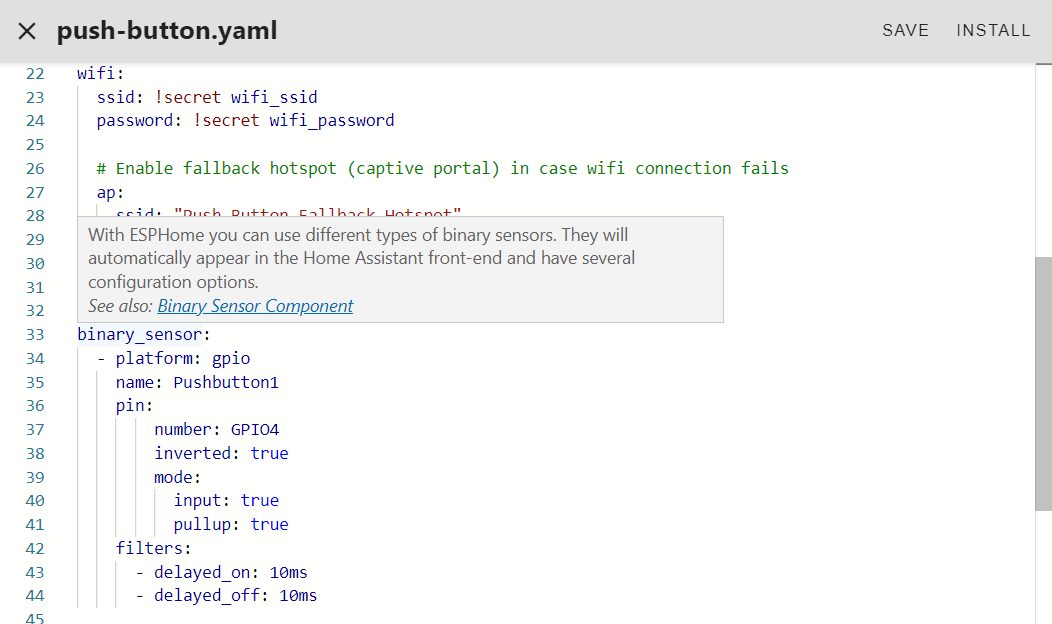 push-button.yaml SAVE INSTALL
22 wifi:
23 ssid: !secret wifi_ssid
24 password: !secret wifi_password
25
26 # Enable fallback hotspot (captive portal) in case wifi connection fails
27 ap:
28 ssid: "Push-Button Fallback Hotspot"
29 With ESPHome you can use different types of binary sensors. They will
30 automatically appear in the Home Assistant front-end and have several
31 configuration options.
32 See also: Binary Sensor Component
33 binary_sensor:
34 - platform: gpio
35 name: Pushbutton1
36 pin:
37 number: GPIO4
38 inverted: true
39 mode:
40 input: true
41 pullup: true
42 filters:
43 - delayed_on: 10ms
44 - delayed_off: 10ms
45